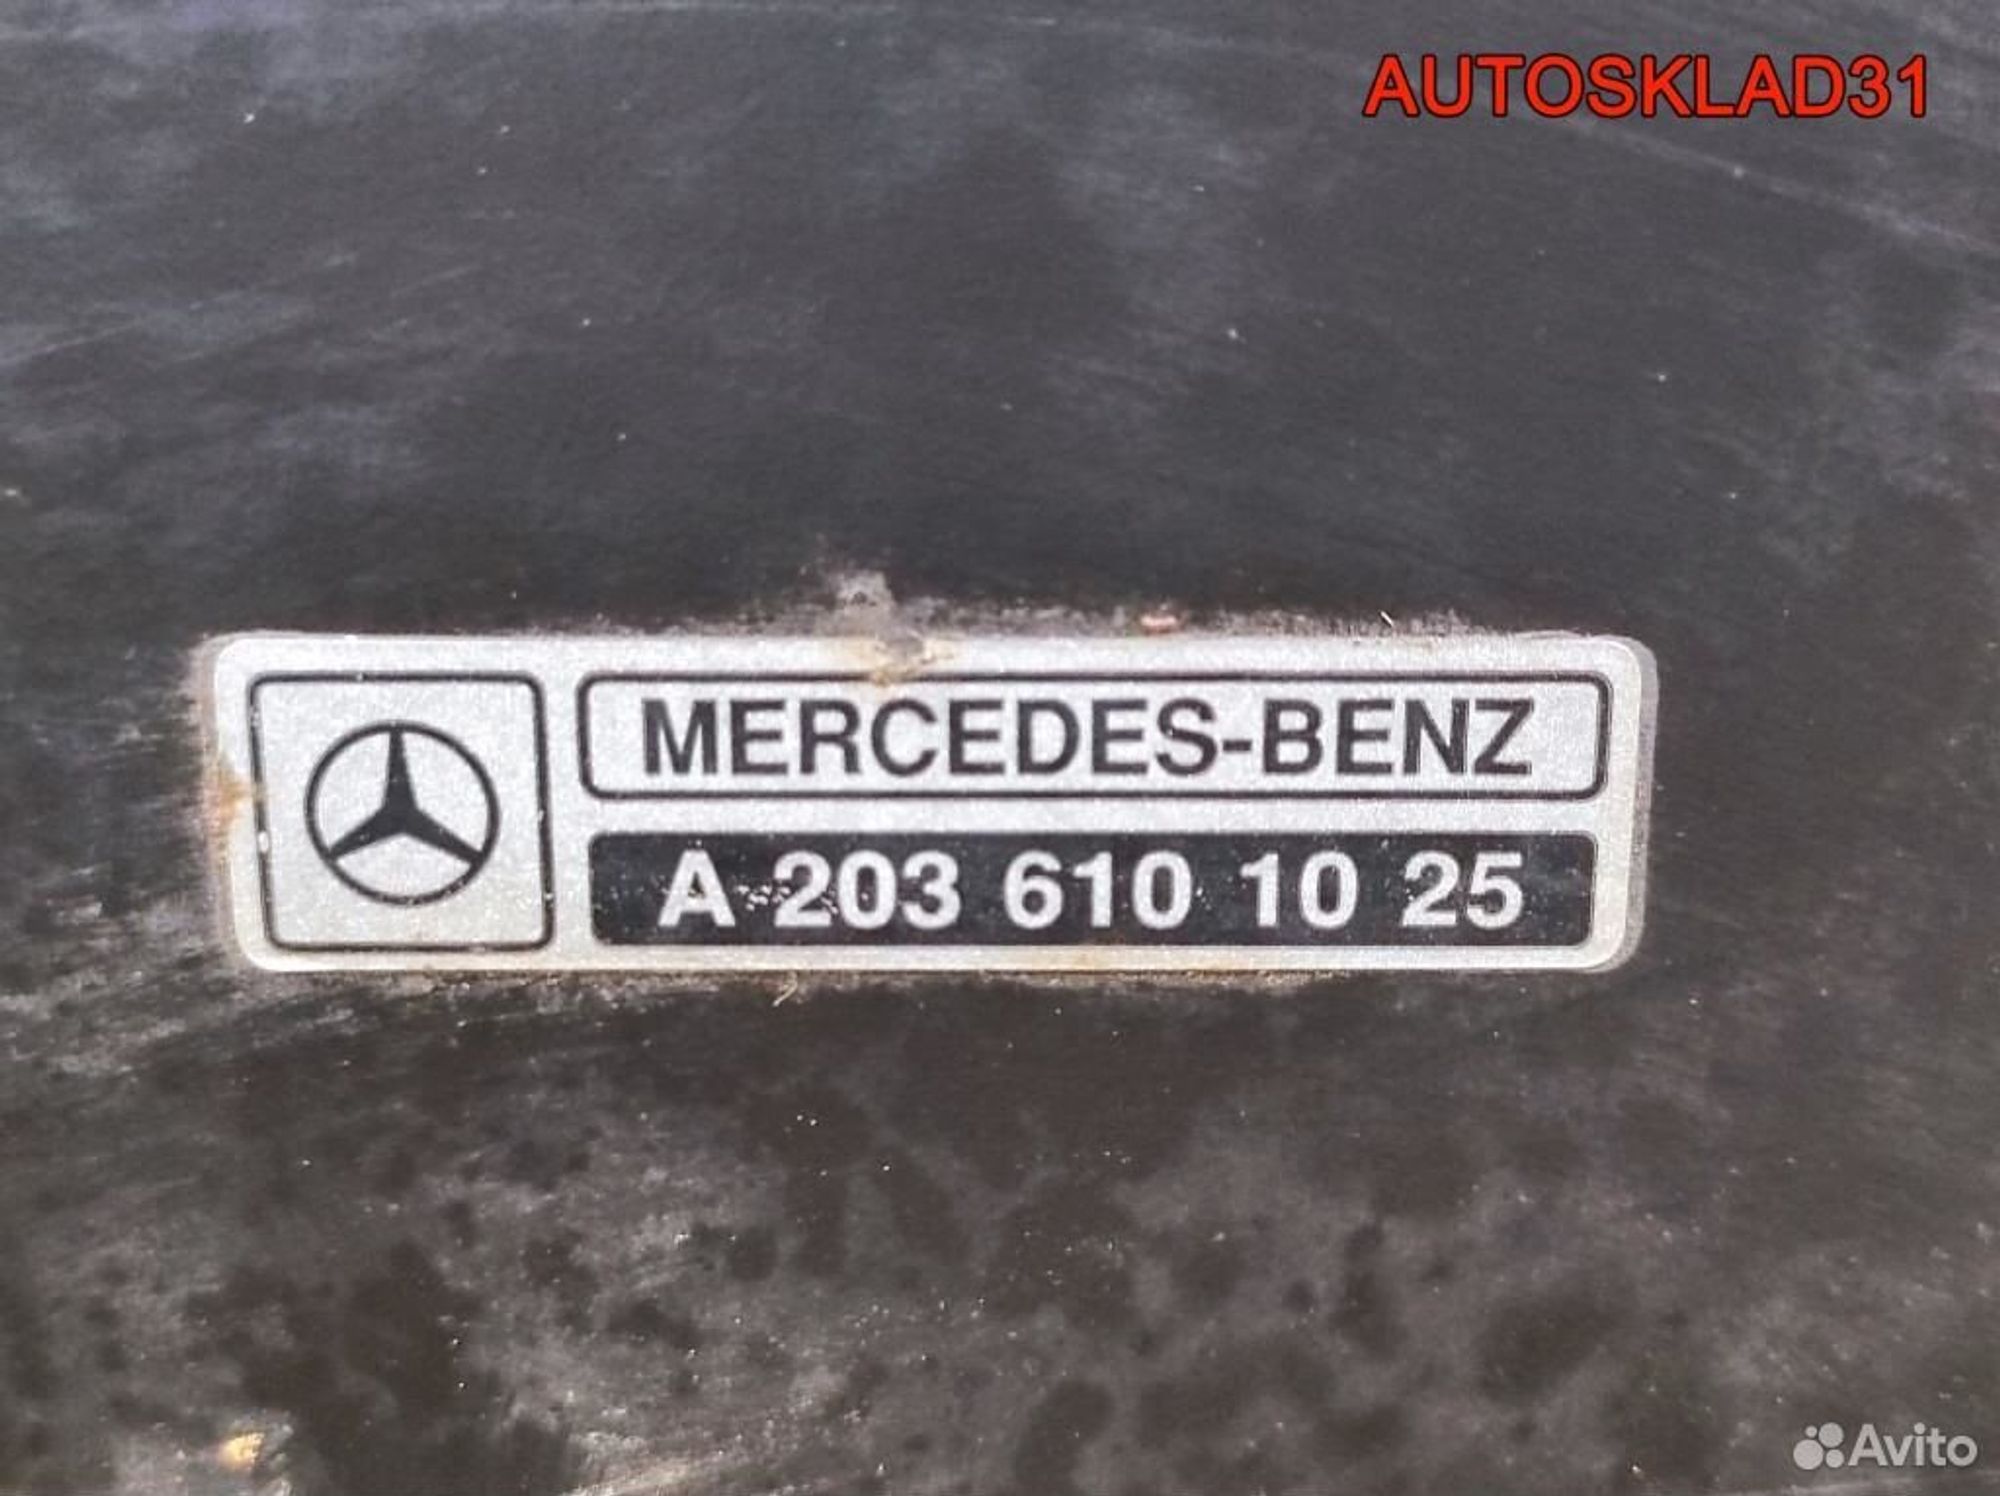 AUTOSKLAD31
MERCEDES-BENZ
A 203 610 10 25
Avito